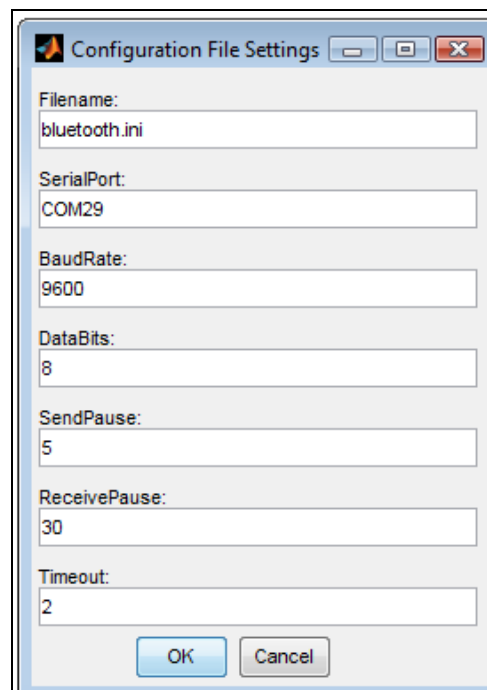 Configuration File Settings
Filename:
bluetooth.ini
SerialPort:
COM29
BaudRate:
9600
DataBits:
8
SendPause:
5
ReceivePause:
30
Timeout:
2
OK Cancel